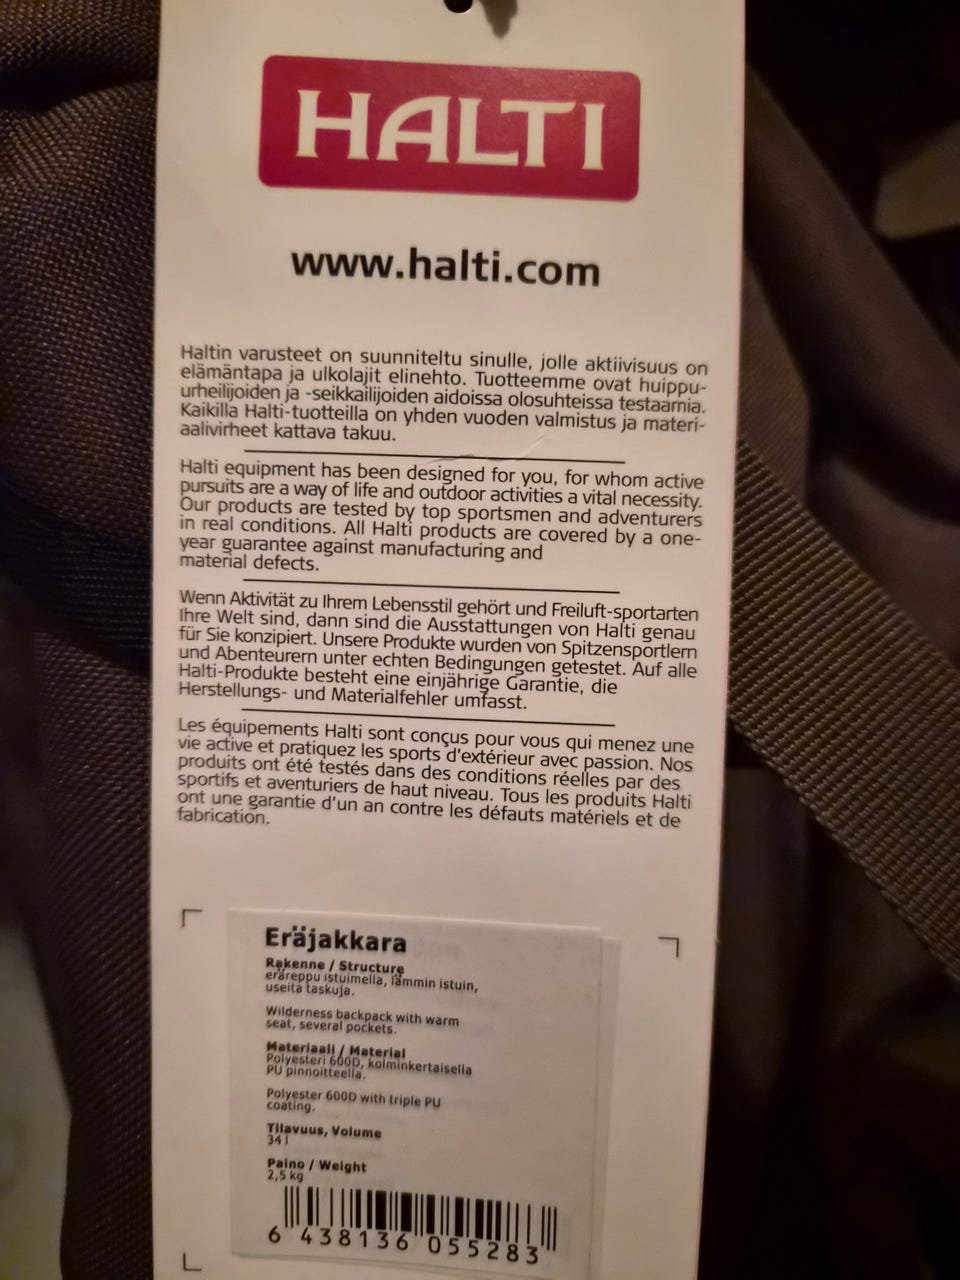 HALTI
www.halti.com
Haltin varusteet on suunniteltu sinulle, jolle aktiivisuus on
elämäntapa ja ulkolajit elinehto. Tuotteemme ovat huippu-
urheilijoiden ja -seikkailijoiden aidoissa olosuhteissa testaamia.
Kaikilla Halti-tuotteilla on yhden vuoden valmistus ja materi-
aalivirheet kattava takuu.
Halti equipment has been designed for you, for whom active
pursuits are a way of life and outdoor activities a vital necessity.
Our products are tested by top sportsmen and adventurers
in real conditions. All Halti products are covered by a one-
year guarantee against manufacturing and
material defects.
Wenn Aktivität zu Ihrem Lebensstil gehört und Freiluft-sportarten
Ihre Welt sind, dann sind die Ausstattungen von Halti genau
für Sie konzipiert. Unsere Produkte wurden von Spitzensportlern
und Abenteurern unter echten Bedingungen getestet. Auf alle
Halti-Produkte besteht eine einjährige Garantie, die
Herstellungs- und Materialfehler umfasst.
Les équipements Halti sont conçus pour vous qui menez une
vie active et pratiquez les sports d'extérieur avec passion. Nos
produits ont été testés dans des conditions réelles par des
sportifs et aventuriers de haut niveau. Tous les produits Halti
ont une garantie d'un an contre les défauts matériels et de
fabrication.
Eräjakkara
Rakenne / Structure
eräreppu istuimella, lämmin istuin,
useita taskuja.
Wilderness backpack with warm
seat, several pockets.
Materiaali / Material
Polyesteri 600D, kolminkertaisella
PU pinnoitteella.
Polyester 600D with triple PU
coating.
Tilavuus, Volume
34 l
Paino / Weight
2,5 kg
6 438136 055283